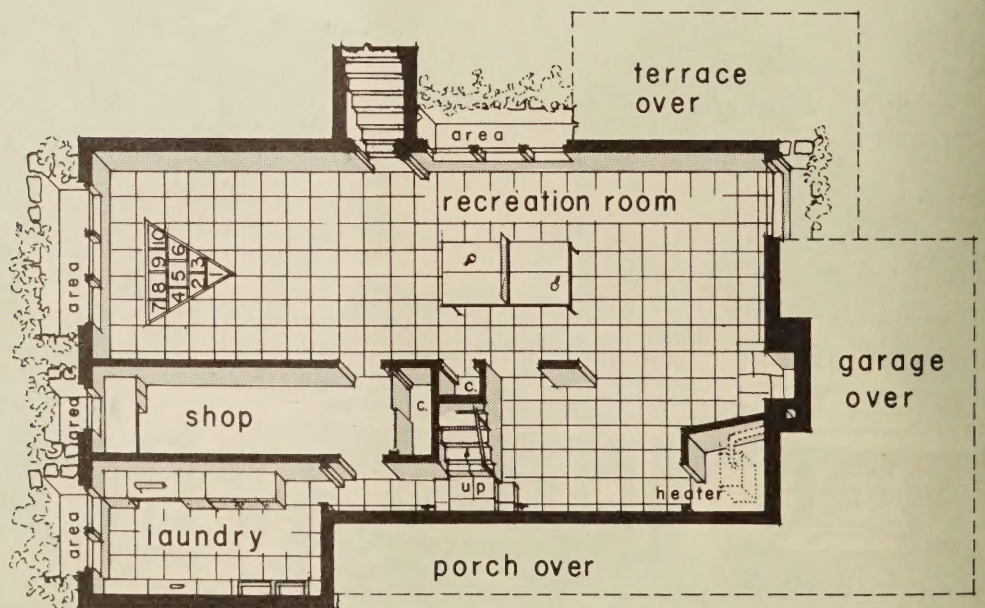 terrace
over
area
recreation room
area
7 8 9 10
4 5 6
2 3
1
garage
over
c.
c.
area
shop
up
heater
area
laundry
porch over